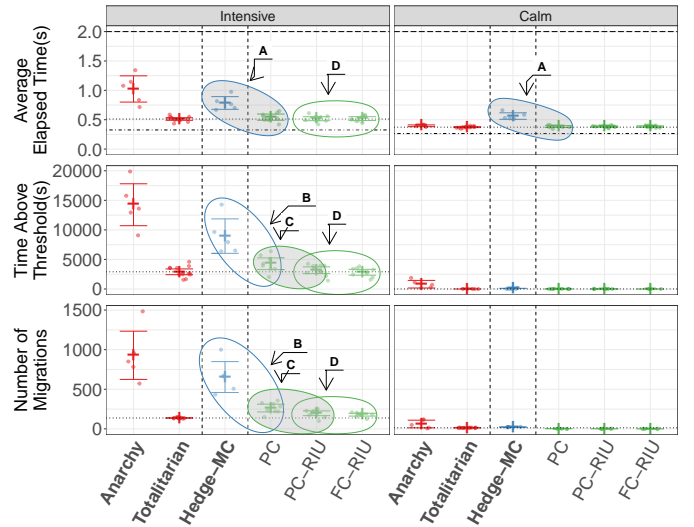 Intensive
Calm
Average
Elapsed Time(s)
2.0
1.5
1.0
0.5
0.0
A
D
A
Time Above
Threshold(s)
20000
15000
10000
5000
0
B
C
D
Number of
Migrations
1500
1000
500
0
B
C
D
Anarchy
Totalitarian
Hedge−MC
PC
PC−RIU
FC−RIU
Anarchy
Totalitarian
Hedge−MC
PC
PC−RIU
FC−RIU